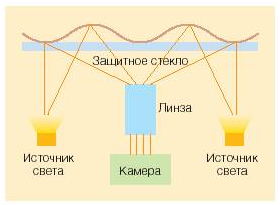 Защитное стекло
Линза
Источник
света
Камера
Источник
света